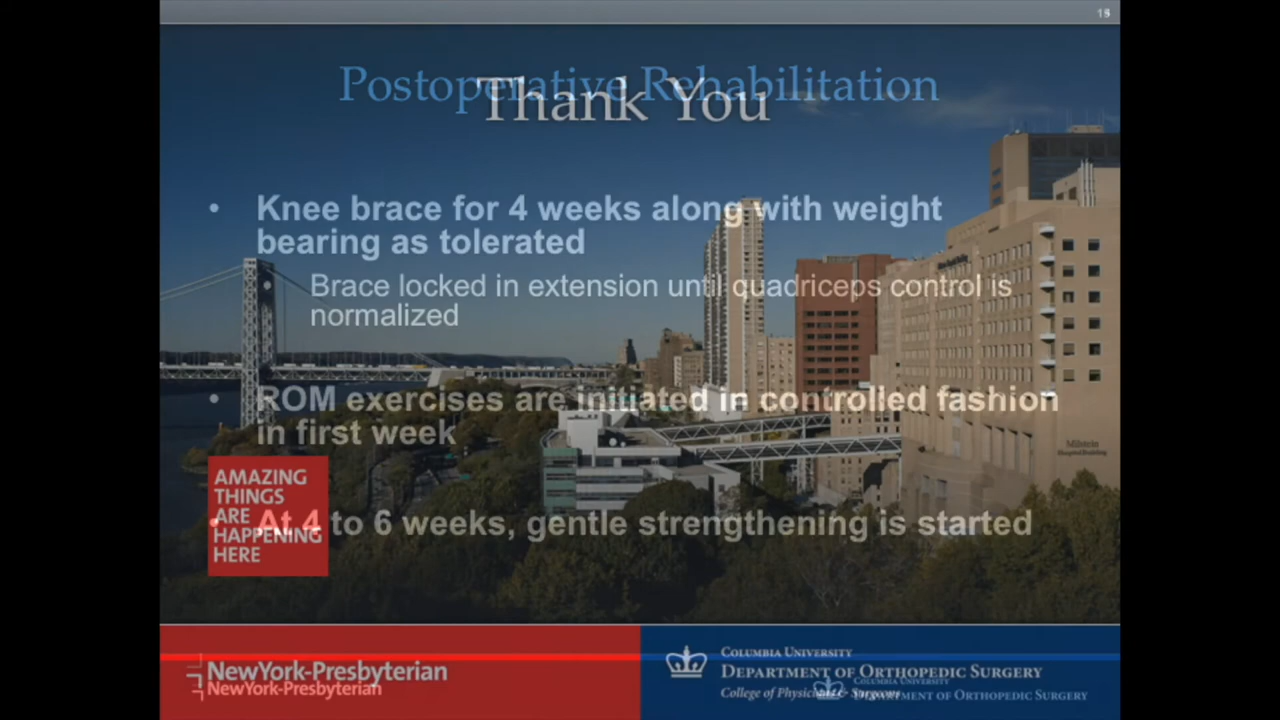 Postoperative Rehabilitation
Thank You
• Knee brace for 4 weeks along with weight
bearing as tolerated
• Brace locked in extension until quadriceps control is
normalized
• ROM exercises are initiated in controlled fashion
in first week
• At 4 to 6 weeks, gentle strengthening is started
AMAZING
THINGS
ARE
HAPPENING
HERE
Milstein
Hospital Building
NewYork-Presbyterian
NewYork-Presbyterian
COLUMBIA UNIVERSITY
DEPARTMENT OF ORTHOPEDIC SURGERY
College of Physicians & Surgeons
COLUMBIA UNIVERSITY
DEPARTMENT OF ORTHOPEDIC SURGERY